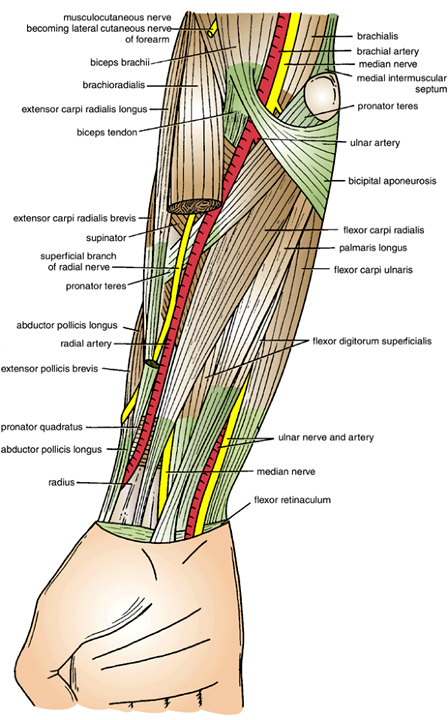 musculocutaneous nerve
becoming lateral cutaneous nerve
of forearm
biceps brachii
brachioradialis
extensor carpi radialis longus
biceps tendon
extensor carpi radialis brevis
supinator
superficial branch
of radial nerve
pronator teres
abductor pollicis longus
radial artery
extensor pollicis brevis
pronator quadratus
abductor pollicis longus
radius
brachialis
brachial artery
median nerve
medial intermuscular
septum
pronator teres
ulnar artery
bicipital aponeurosis
flexor carpi radialis
palmaris longus
flexor carpi ulnaris
flexor digitorum superficialis
ulnar nerve and artery
median nerve
flexor retinaculum